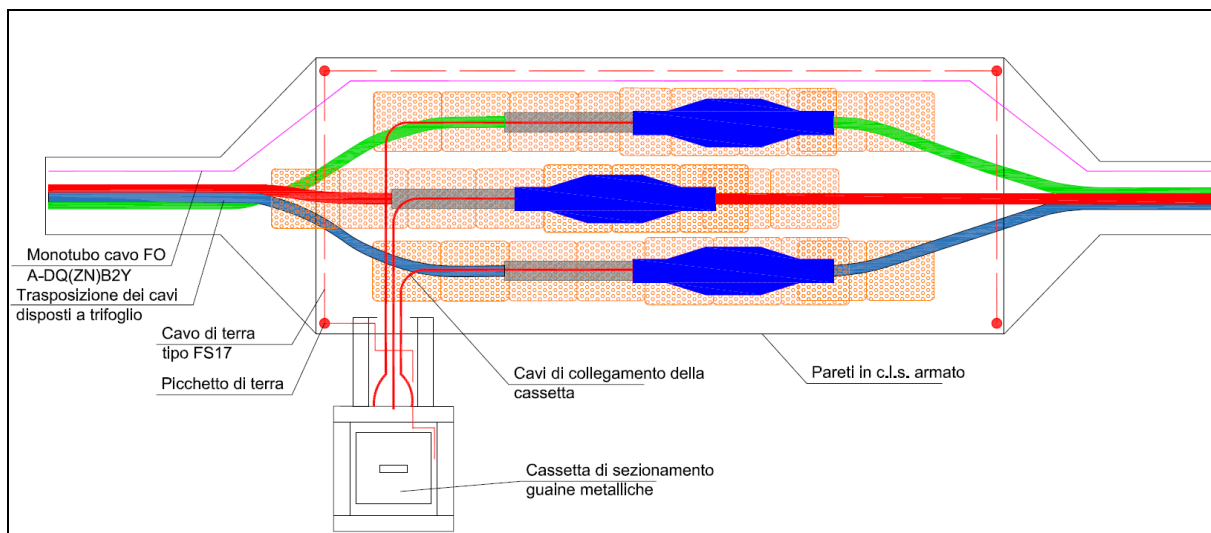 Monotubo cavo FO
A-DQ(ZN)B2Y
Trasposizione dei cavi
disposti a trifoglio
Cavo di terra
tipo FS17
Picchetto di terra
Cavi di collegamento della
cassetta
Pareti in c.l.s. armato
Cassetta di sezionamento
guaine metalliche